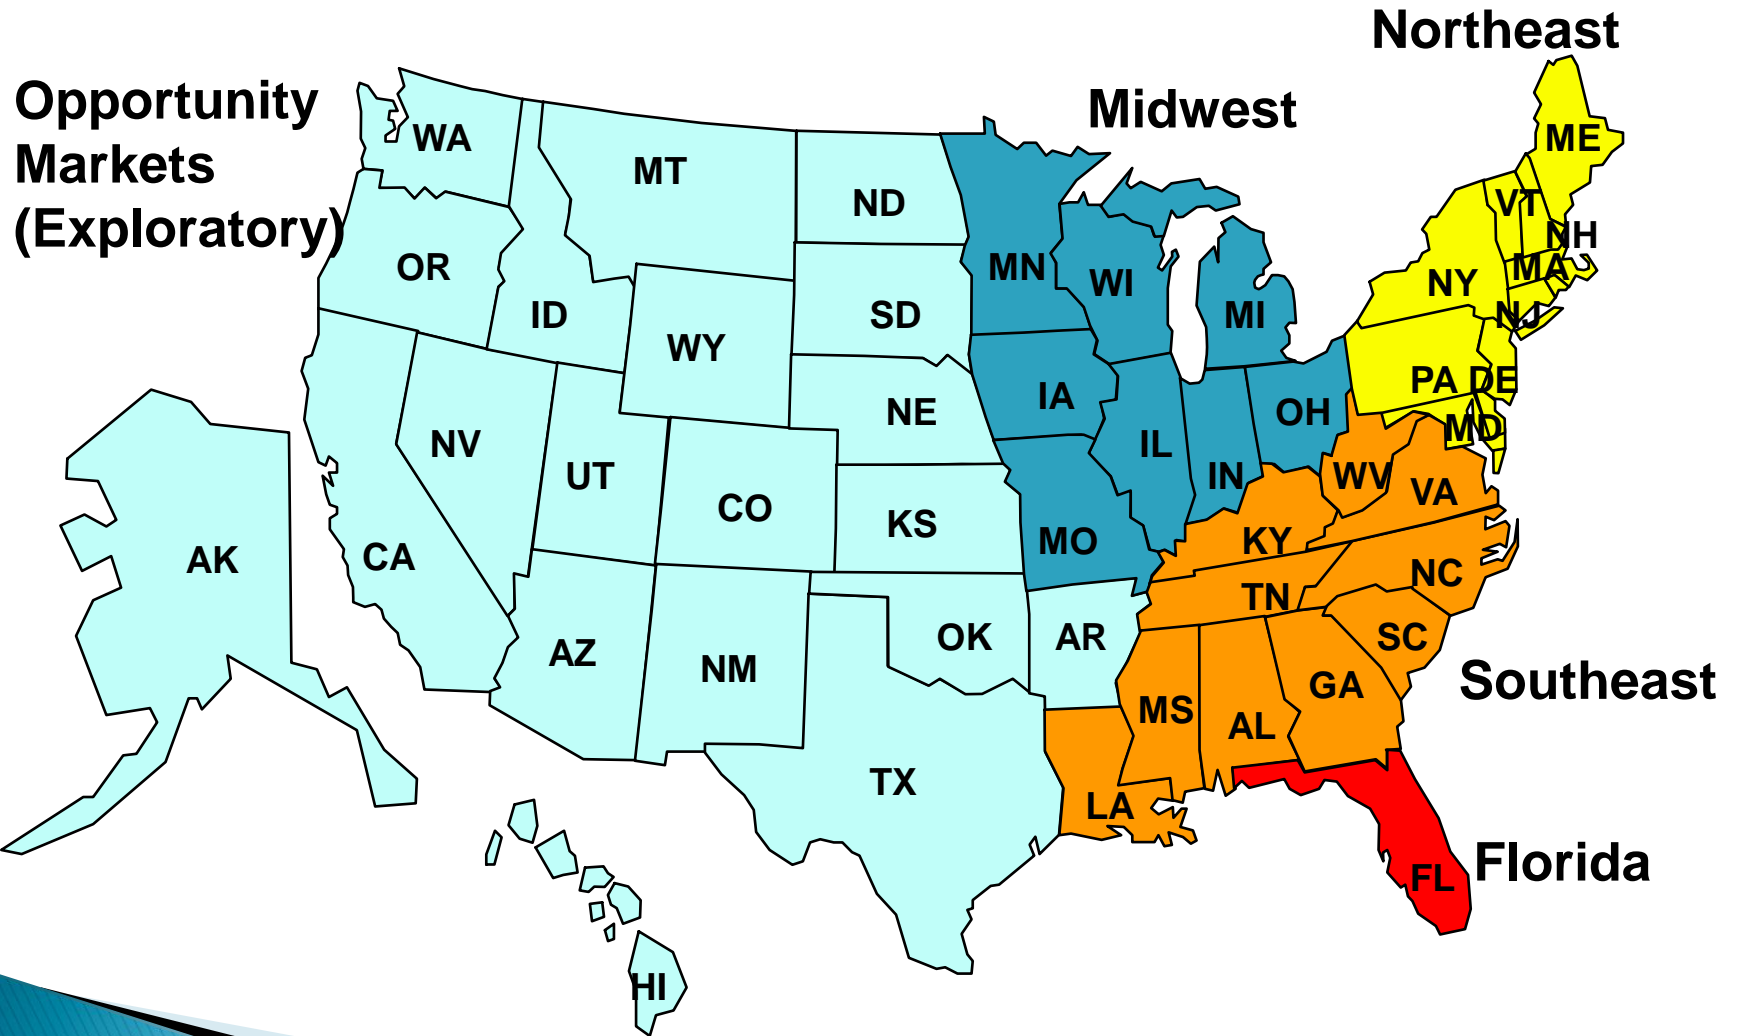 Northeast
Opportunity
Markets
(Exploratory)
Midwest
WA
MT
ND
ME
VT
NH
OR
ID
WY
SD
MN
WI
MI
NY
MA
NJ
NV
UT
CO
NE
KS
IA
IL
IN
OH
PA
DE
MD
WV
VA
AK
CA
AZ
NM
OK
AR
MO
KY
TN
NC
SC
Southeast
TX
LA
MS
AL
GA
Florida
FL
HI